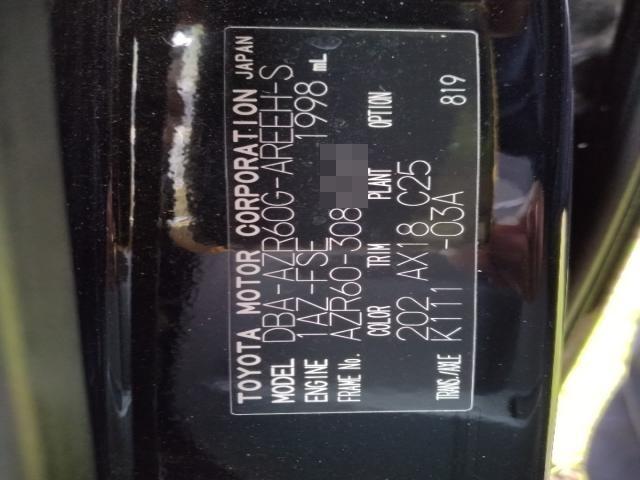 TOYOTA MOTOR CORPORATION JAPAN
MODEL DBA-AZR60G-AREEH-S
ENGINE 1AZ-FSE 1998 mL
FRAME No. AZR60-308
COLOR TRIM PLANT OPTION
202 AX18 C25
TRANS./AXLE K111 -03A 819